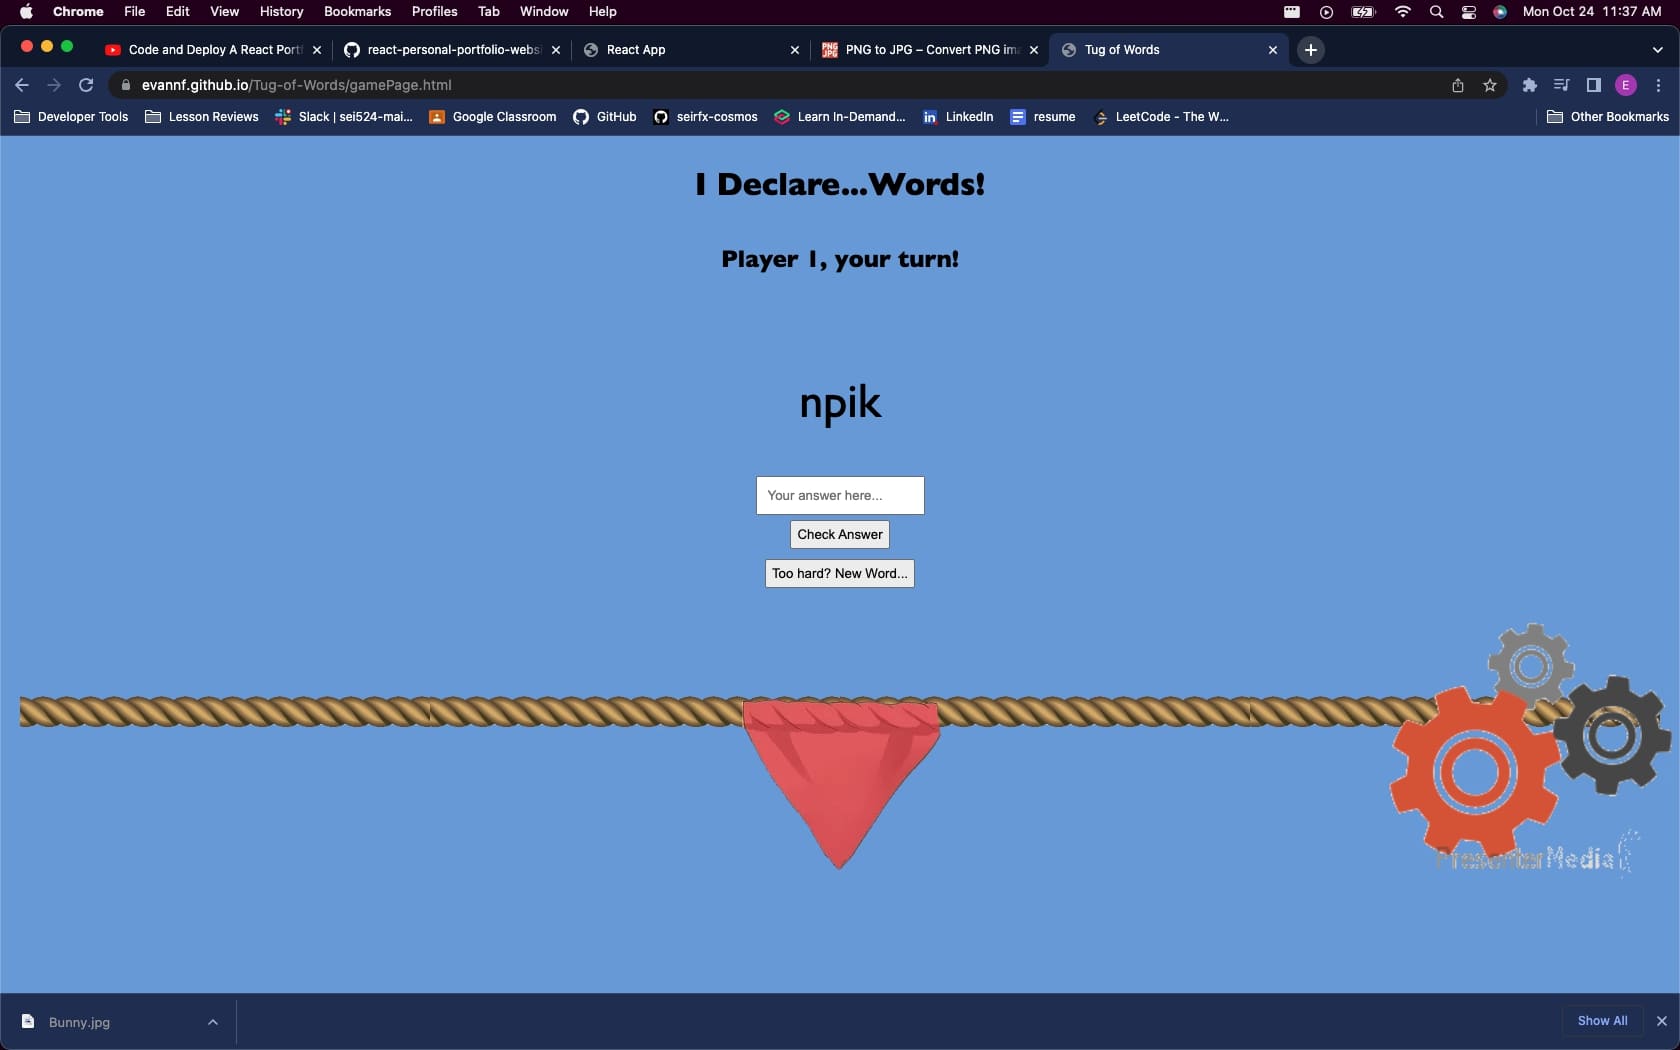 Chrome File Edit View History Bookmarks Profiles Tab Window Help Mon Oct 24 11:37 AM
Code and Deploy A React Portf react-personal-portfolio-websi React App PNG to JPG – Convert PNG ima Tug of Words
evannf.github.io/Tug-of-Words/gamePage.html E
Developer Tools Lesson Reviews Slack | sei524-mai... Google Classroom GitHub seirfx-cosmos Learn In-Demand... LinkedIn resume LeetCode - The W... Other Bookmarks
I Declare...Words!
Player 1, your turn!
npik
Your answer here...
Check Answer
Too hard? New Word...
PresenterMedia
Bunny.jpg Show All